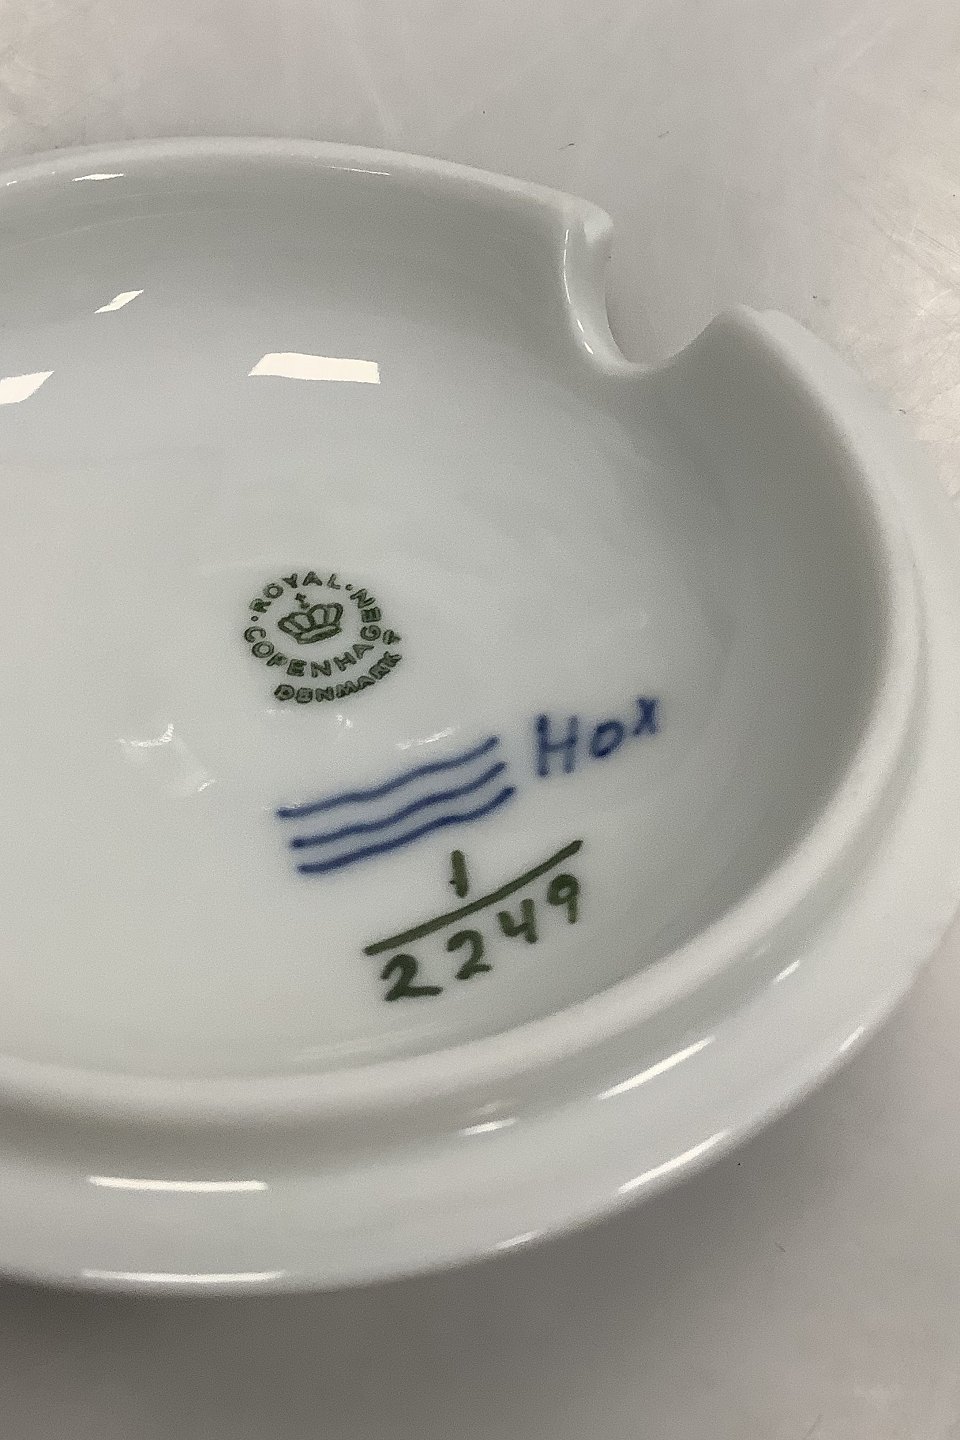 ROYAL
COPENHAGEN
DENMARK
Hox
1
2249